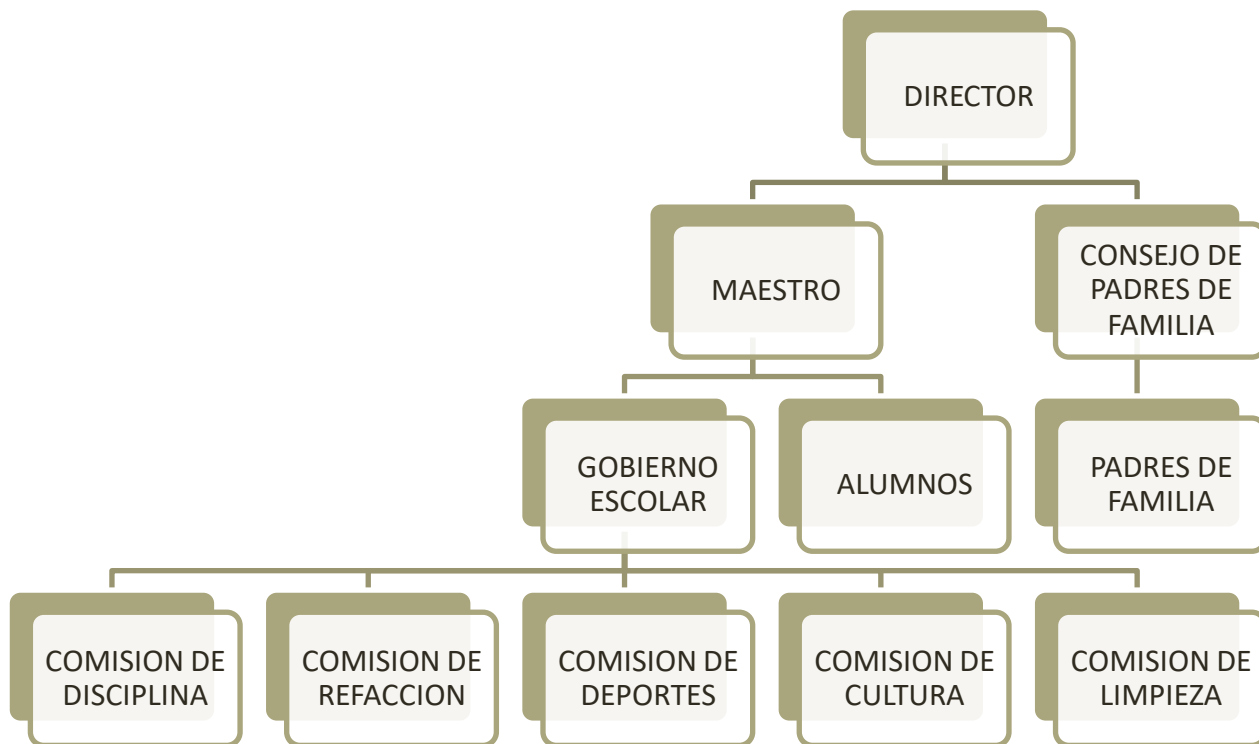 DIRECTOR
MAESTRO
CONSEJO DE
PADRES DE
FAMILIA
GOBIERNO
ESCOLAR
ALUMNOS
PADRES DE
FAMILIA
COMISION DE
DISCIPLINA
COMISION DE
REFACCION
COMISION DE
DEPORTES
COMISION DE
CULTURA
COMISION DE
LIMPIEZA